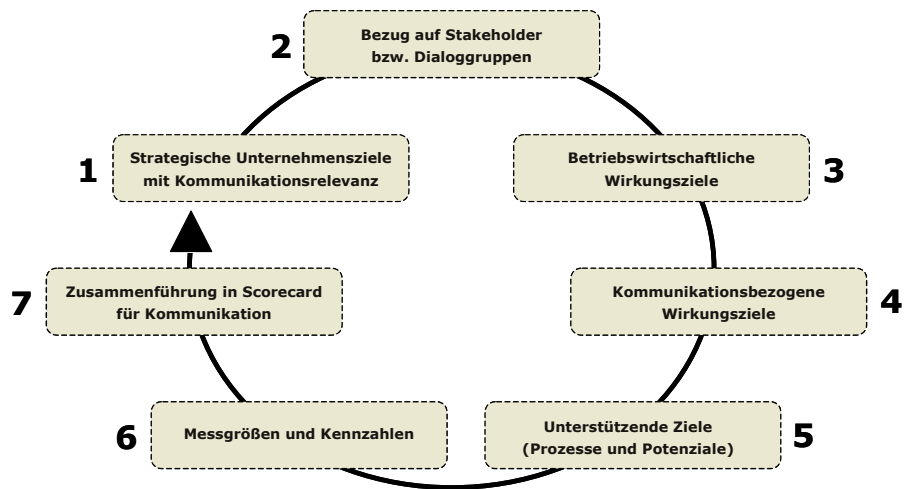 1
Strategische Unternehmensziele
mit Kommunikationsrelevanz
2
Bezug auf Stakeholder
bzw. Dialoggruppen
3
Betriebswirtschaftliche
Wirkungsziele
4
Kommunikationsbezogene
Wirkungsziele
5
Unterstützende Ziele
(Prozesse und Potenziale)
6
Messgrößen und Kennzahlen
7
Zusammenführung in Scorecard
für Kommunikation